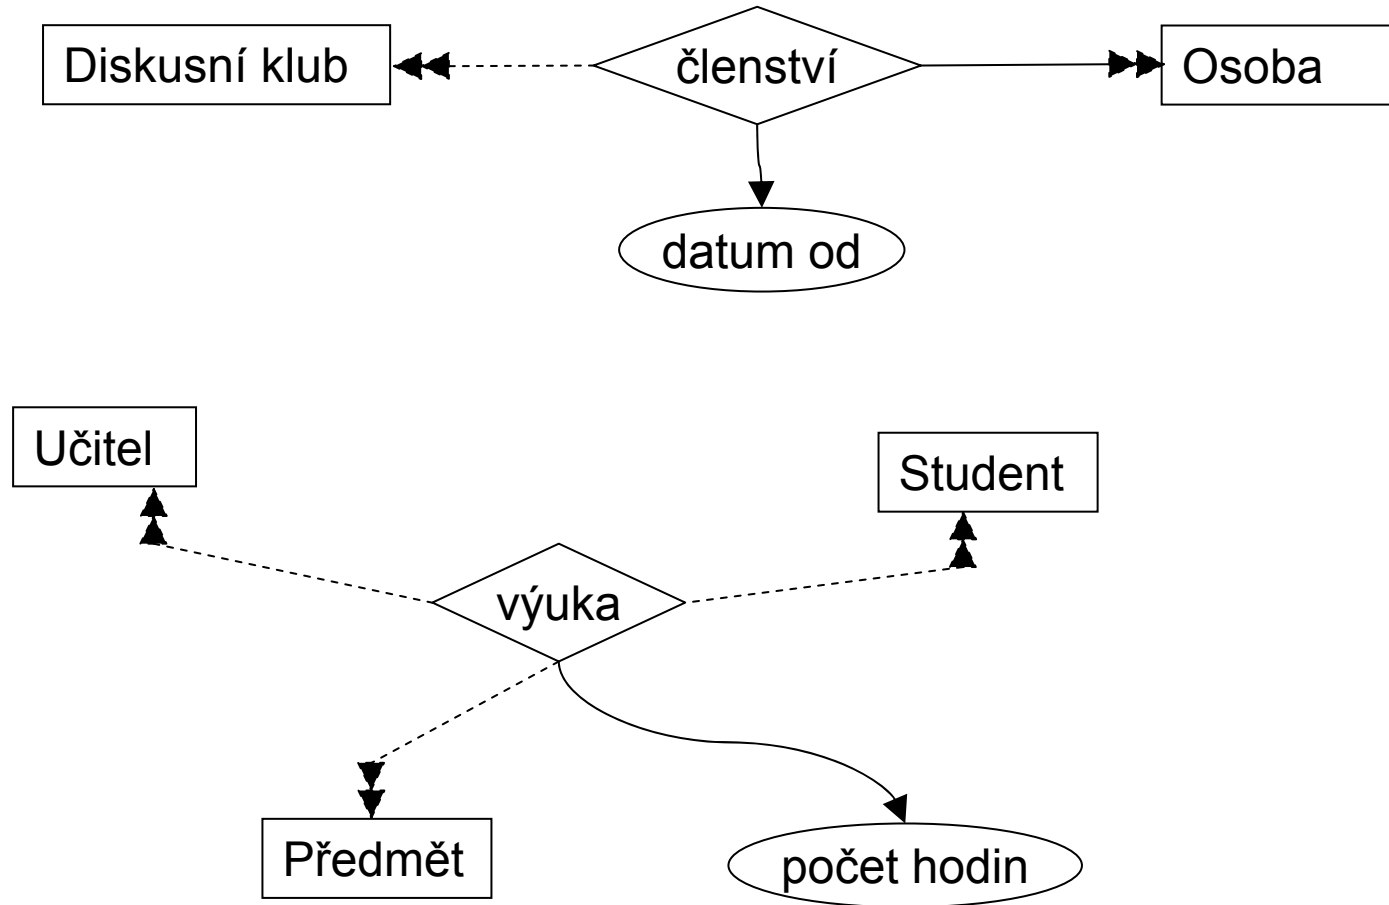 Diskusní klub
členství
Osoba
datum od
Učitel
Student
výuka
Předmět
počet hodin